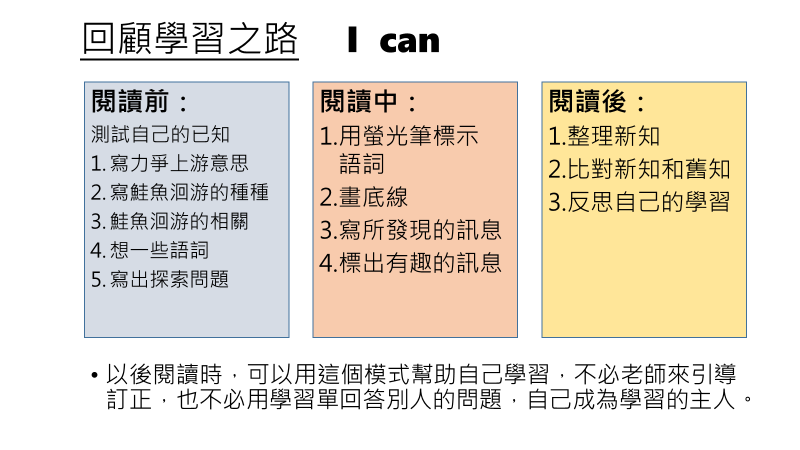 回顧學習之路 I can
閱讀前：
測試自己的已知
1. 寫力爭上游意思
2. 寫鮭魚洄游的種種
3. 鮭魚洄游的相關
4. 想一些語詞
5. 寫出探索問題
閱讀中：
1.用螢光筆標示
語詞
2.畫底線
3.寫所發現的訊息
4.標出有趣的訊息
閱讀後：
1.整理新知
2.比對新知和舊知
3.反思自己的學習
• 以後閱讀時，可以用這個模式幫助自己學習，不必老師來引導
訂正，也不必用學習單回答別人的問題，自己成為學習的主人。